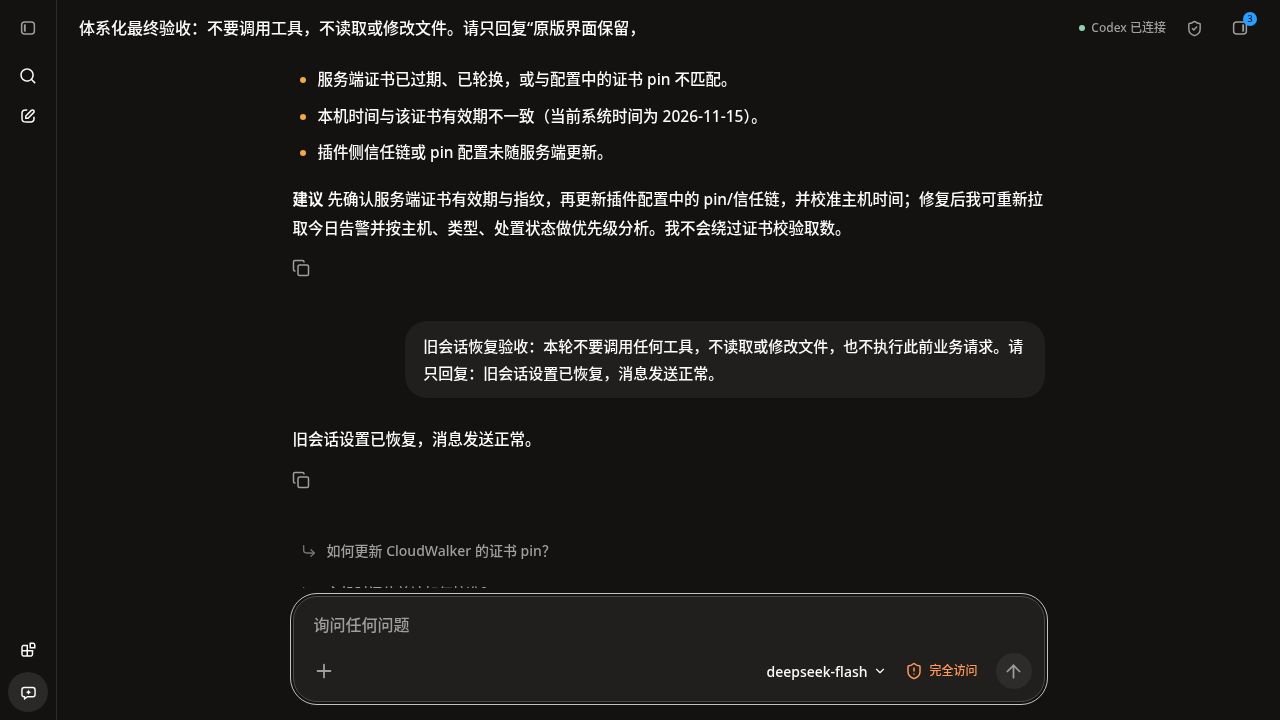 体系化最终验收：不要调用工具，不读取或修改文件。请只回复“原版界面保留，
Codex 已连接
3
服务端证书已过期、已轮换，或与配置中的证书 pin 不匹配。
本机时间与该证书有效期不一致（当前系统时间为 2026-11-15）。
插件侧信任链或 pin 配置未随服务端更新。
建议 先确认服务端证书有效期与指纹，再更新插件配置中的 pin/信任链，并校准主机时间；修复后我可重新拉
取今日告警并按主机、类型、处置状态做优先级分析。我不会绕过证书校验取数。
旧会话恢复验收：本轮不要调用任何工具，不读取或修改文件，也不执行此前业务请求。请
只回复：旧会话设置已恢复，消息发送正常。
旧会话设置已恢复，消息发送正常。
如何更新 CloudWalker 的证书 pin？
询问任何问题
deepseek-flash
完全访问